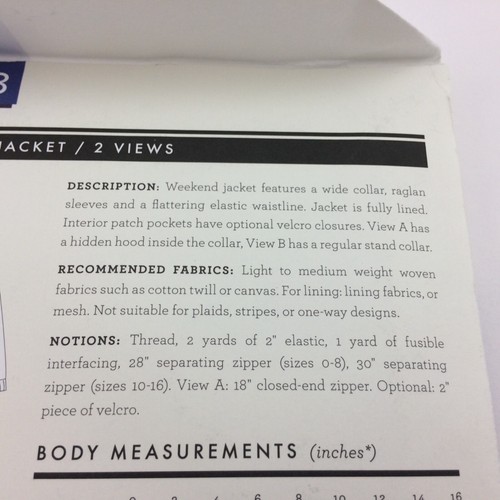 3
JACKET / 2 VIEWS
DESCRIPTION: Weekend jacket features a wide collar, raglan
sleeves and a flattering elastic waistline. Jacket is fully lined.
Interior patch pockets have optional velcro closures. View A has
a hidden hood inside the collar, View B has a regular stand collar.
RECOMMENDED FABRICS: Light to medium weight woven
fabrics such as cotton twill or canvas. For lining: lining fabrics, or
mesh. Not suitable for plaids, stripes, or one-way designs.
NOTIONS: Thread, 2 yards of 2" elastic, 1 yard of fusible
interfacing, 28" separating zipper (sizes 0-8), 30" separating
zipper (sizes 10-16). View A: 18" closed-end zipper. Optional: 2"
piece of velcro.
BODY MEASUREMENTS (inches*)
0 2 4 6 8 10 12 14 16